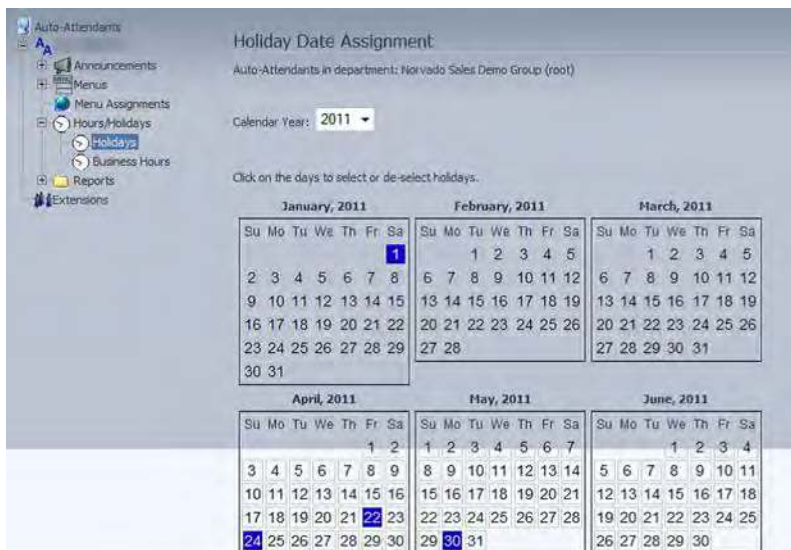 Auto-Attendants
AA
Announcements
Menus
Menu Assignments
Hours/Holidays
Holidays
Business Hours
Reports
Extensions
Holiday Date Assignment
Auto-Attendants in department: Norvado Sales Demo Group (root)
Calendar Year: 2011
Click on the days to select or de-select holidays.
January, 2011
Su Mo Tu We Th Fr Sa
1
2 3 4 5 6 7 8
9 10 11 12 13 14 15
16 17 18 19 20 21 22
23 24 25 26 27 28 29
30 31
February, 2011
Su Mo Tu We Th Fr Sa
1 2 3 4 5
6 7 8 9 10 11 12
13 14 15 16 17 18 19
20 21 22 23 24 25 26
27 28
March, 2011
Su Mo Tu We Th Fr Sa
1 2 3 4 5
6 7 8 9 10 11 12
13 14 15 16 17 18 19
20 21 22 23 24 25 26
27 28 29 30 31
April, 2011
Su Mo Tu We Th Fr Sa
1 2
3 4 5 6 7 8 9
10 11 12 13 14 15 16
17 18 19 20 21 22 23
24 25 26 27 28 29 30
May, 2011
Su Mo Tu We Th Fr Sa
1 2 3 4 5 6 7
8 9 10 11 12 13 14
15 16 17 18 19 20 21
22 23 24 25 26 27 28
29 30 31
June, 2011
Su Mo Tu We Th Fr Sa
1 2 3 4
5 6 7 8 9 10 11
12 13 14 15 16 17 18
19 20 21 22 23 24 25
26 27 28 29 30